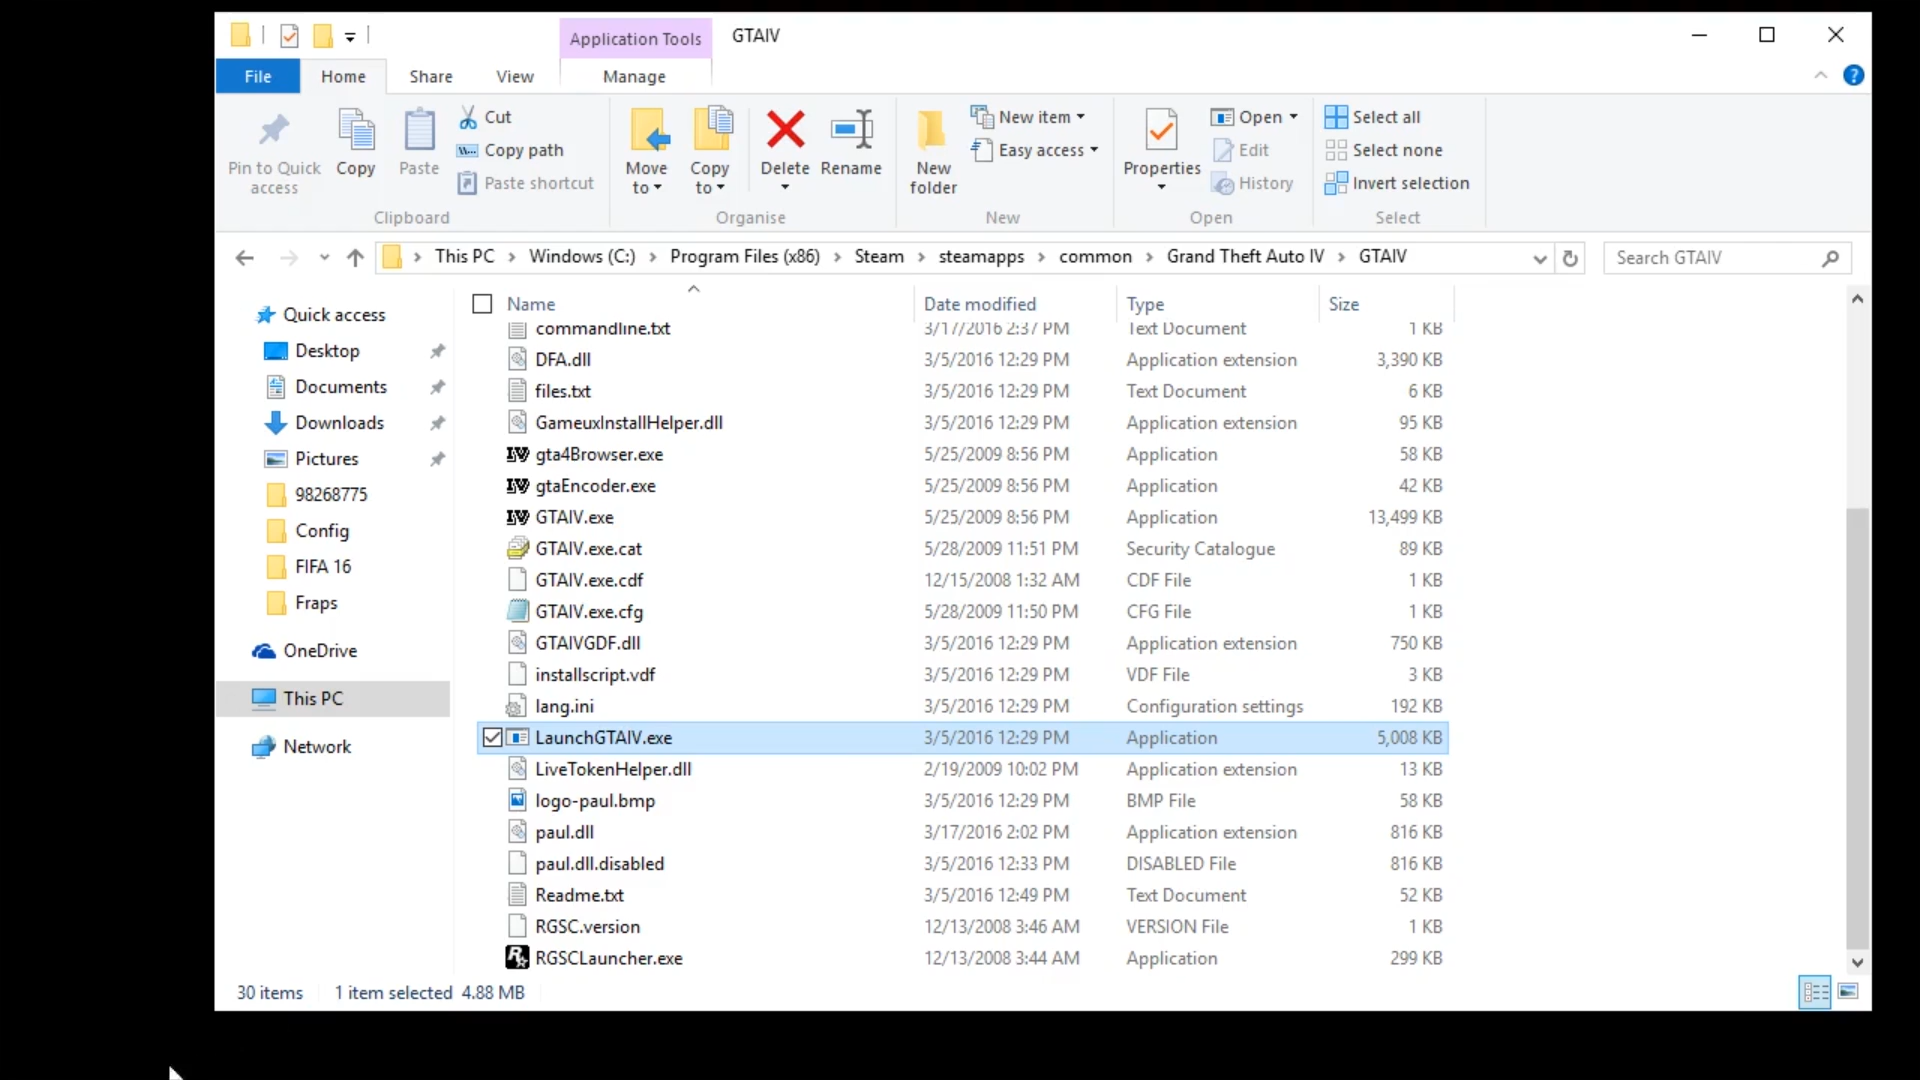 Application Tools GTAIV
File Home Share View Manage
Pin to Quick access Copy Paste Cut Copy path Paste shortcut
Clipboard
Move to Copy to Delete Rename
Organise
New folder New item Easy access
New
Properties Open Edit History
Open
Select all Select none Invert selection
Select
This PC Windows (C:) Program Files (x86) Steam steamapps common Grand Theft Auto IV GTAIV Search GTAIV
Quick access
Desktop
Documents
Downloads
Pictures
98268775
Config
FIFA 16
Fraps
OneDrive
This PC
Network
Name Date modified Type Size
commandline.txt 3/17/2016 2:37 PM Text Document 1 KB
DFA.dll 3/5/2016 12:29 PM Application extension 3,390 KB
files.txt 3/5/2016 12:29 PM Text Document 6 KB
GameuxInstallHelper.dll 3/5/2016 12:29 PM Application extension 95 KB
gta4Browser.exe 5/25/2009 8:56 PM Application 58 KB
gtaEncoder.exe 5/25/2009 8:56 PM Application 42 KB
GTAIV.exe 5/25/2009 8:56 PM Application 13,499 KB
GTAIV.exe.cat 5/28/2009 11:51 PM Security Catalogue 89 KB
GTAIV.exe.cdf 12/15/2008 1:32 AM CDF File 1 KB
GTAIV.exe.cfg 5/28/2009 11:50 PM CFG File 1 KB
GTAIVGDF.dll 3/5/2016 12:29 PM Application extension 750 KB
installscript.vdf 3/5/2016 12:29 PM VDF File 3 KB
lang.ini 3/5/2016 12:29 PM Configuration settings 192 KB
LaunchGTAIV.exe 3/5/2016 12:29 PM Application 5,008 KB
LiveTokenHelper.dll 2/19/2009 10:02 PM Application extension 13 KB
logo-paul.bmp 3/5/2016 12:29 PM BMP File 58 KB
paul.dll 3/17/2016 2:02 PM Application extension 816 KB
paul.dll.disabled 3/5/2016 12:33 PM DISABLED File 816 KB
Readme.txt 3/5/2016 12:49 PM Text Document 52 KB
RGSC.version 12/13/2008 3:46 AM VERSION File 1 KB
RGSCLauncher.exe 12/13/2008 3:44 AM Application 299 KB
30 items 1 item selected 4.88 MB